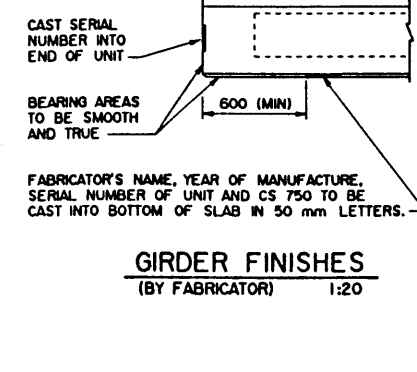 CAST SERIAL
NUMBER INTO
END OF UNIT
BEARING AREAS
TO BE SMOOTH
AND TRUE
600 (MIN)
FABRICATOR'S NAME, YEAR OF MANUFACTURE,
SERIAL NUMBER OF UNIT AND CS 750 TO BE
CAST INTO BOTTOM OF SLAB IN 50 mm LETTERS.
GIRDER FINISHES
(BY FABRICATOR) 1:20